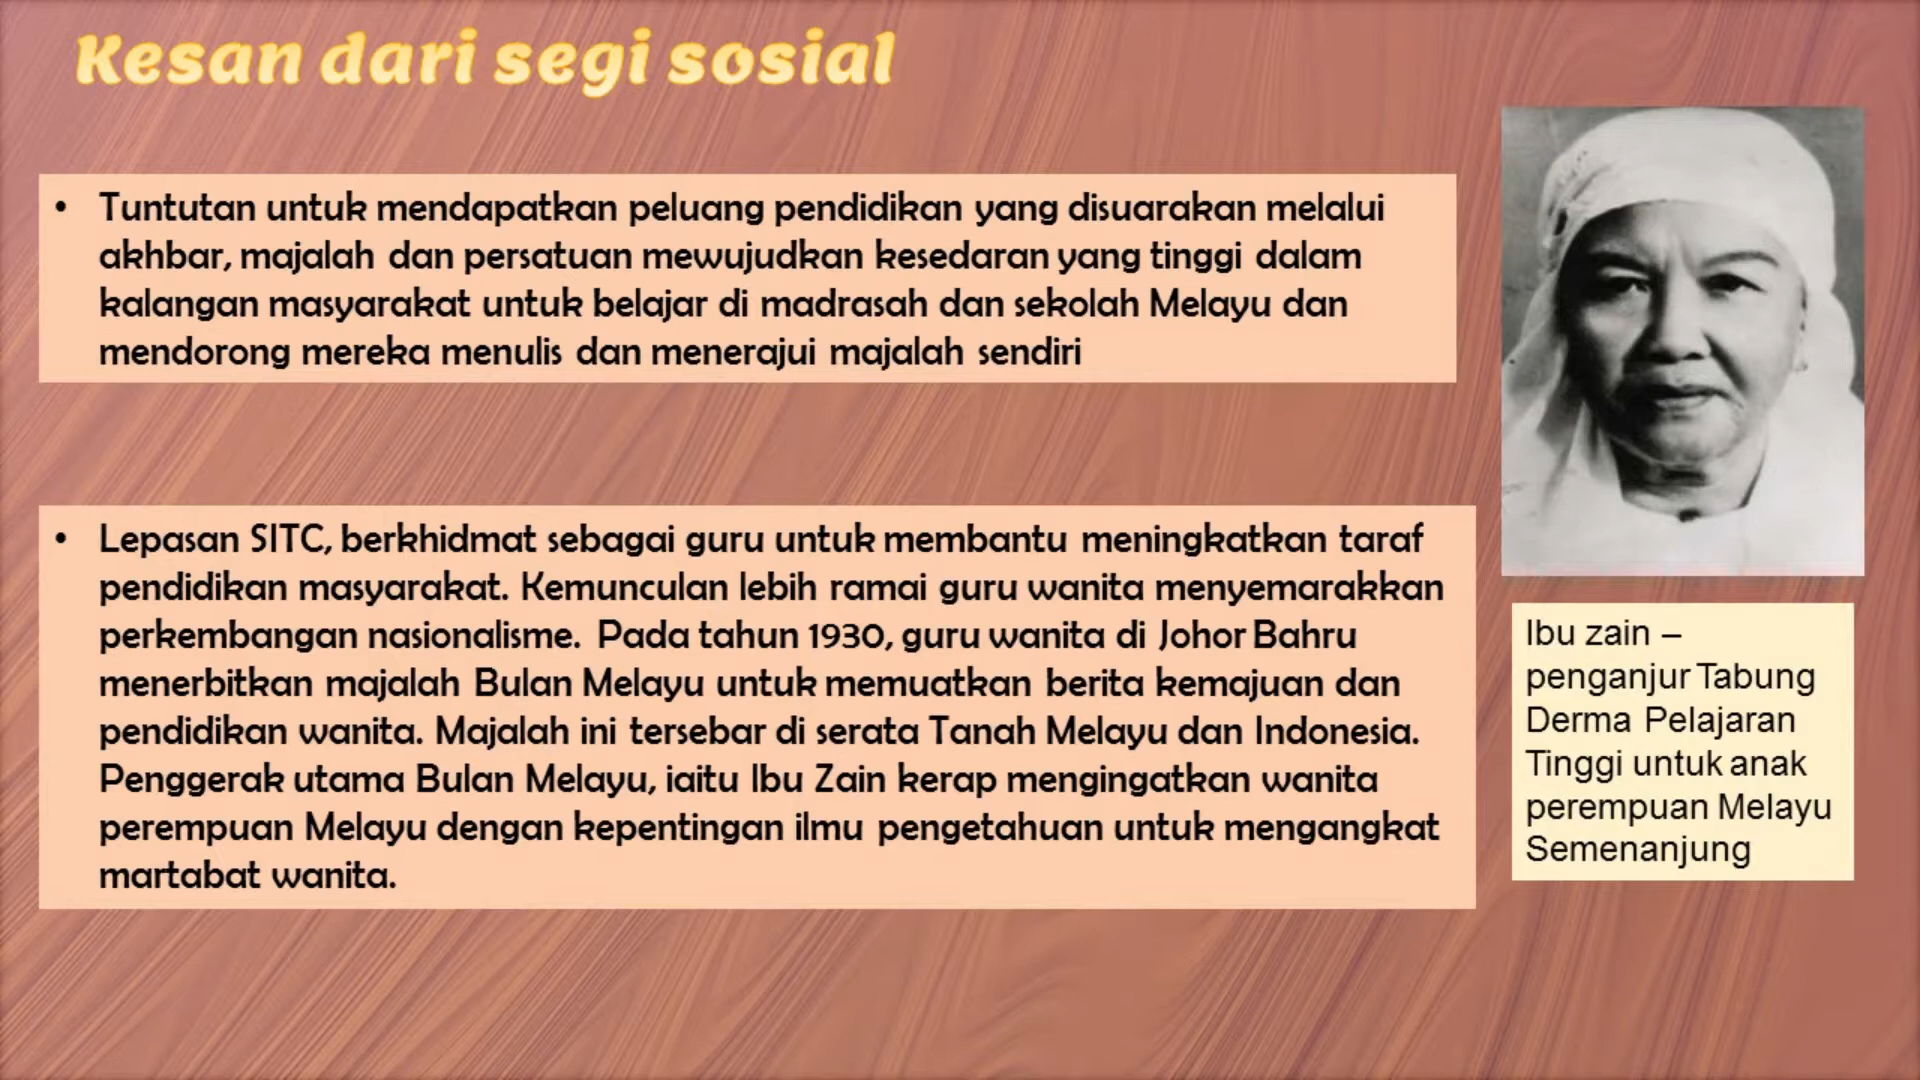 Kesan dari segi sosial
• Tuntutan untuk mendapatkan peluang pendidikan yang disuarakan melalui
akhbar, majalah dan persatuan mewujudkan kesedaran yang tinggi dalam
kalangan masyarakat untuk belajar di madrasah dan sekolah Melayu dan
mendorong mereka menulis dan menerajui majalah sendiri
• Lepasan SITC, berkhidmat sebagai guru untuk membantu meningkatkan taraf
pendidikan masyarakat. Kemunculan lebih ramai guru wanita menyemarakkan
perkembangan nasionalisme. Pada tahun 1930, guru wanita di Johor Bahru
menerbitkan majalah Bulan Melayu untuk memuatkan berita kemajuan dan
pendidikan wanita. Majalah ini tersebar di serata Tanah Melayu dan Indonesia.
Penggerak utama Bulan Melayu, iaitu Ibu Zain kerap mengingatkan wanita
perempuan Melayu dengan kepentingan ilmu pengetahuan untuk mengangkat
martabat wanita.
Ibu zain –
penganjur Tabung
Derma Pelajaran
Tinggi untuk anak
perempuan Melayu
Semenanjung